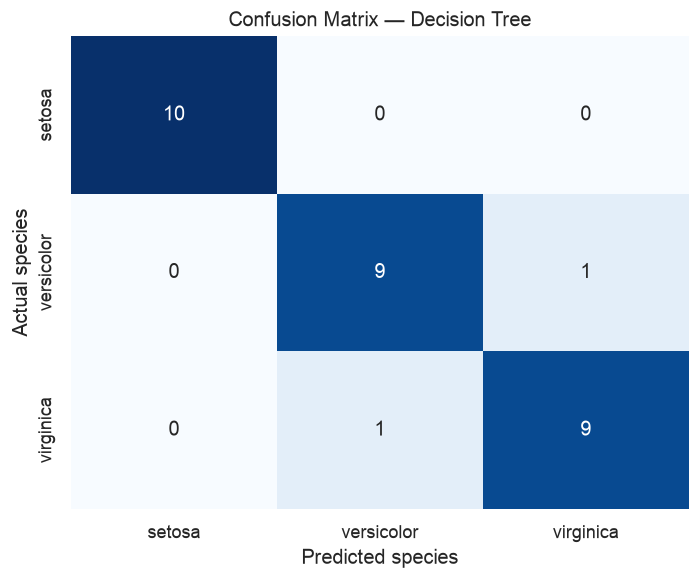 Confusion Matrix — Decision Tree
Actual species
setosa
10 0 0
versicolor
0 9 1
virginica
0 1 9
setosa versicolor virginica
Predicted species